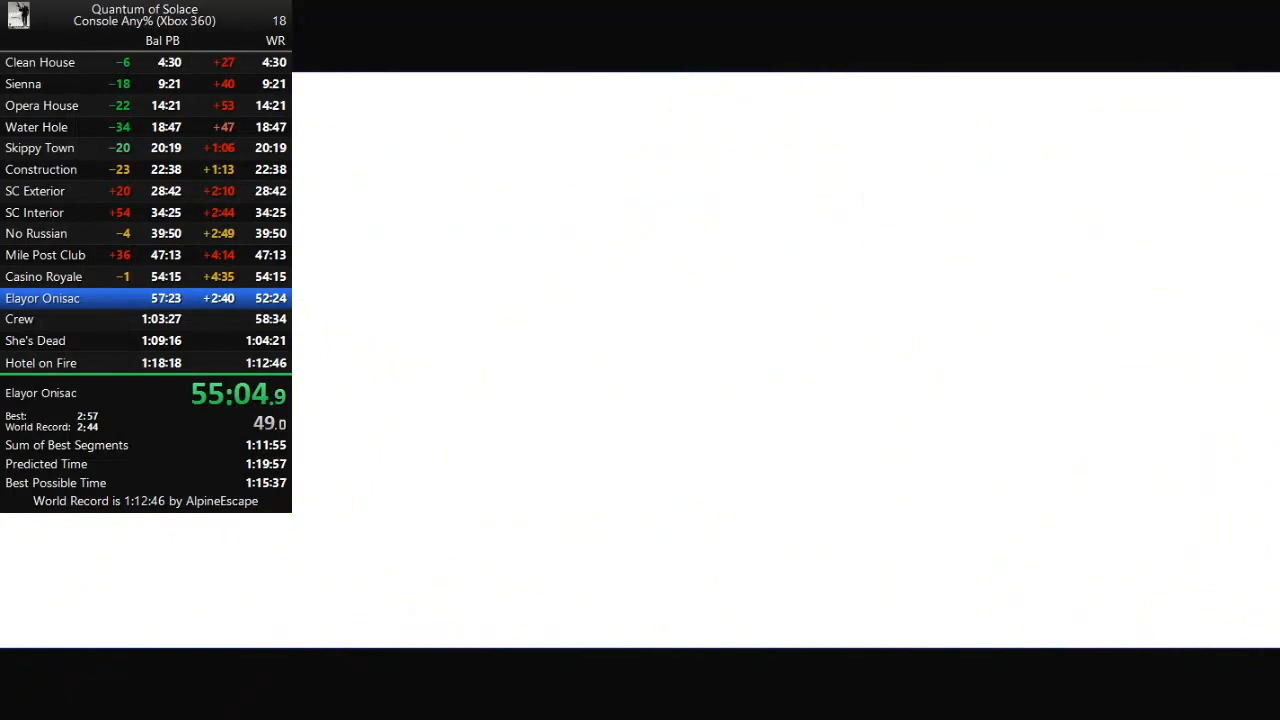 Quantum of Solace
Console Any% (Xbox 360) 18
Bal PB WR
Clean House −6 4:30 +27 4:30
Sienna −18 9:21 +40 9:21
Opera House −22 14:21 +53 14:21
Water Hole −34 18:47 +47 18:47
Skippy Town −20 20:19 +1:06 20:19
Construction −23 22:38 +1:13 22:38
SC Exterior +20 28:42 +2:10 28:42
SC Interior +54 34:25 +2:44 34:25
No Russian −4 39:50 +2:49 39:50
Mile Post Club +36 47:13 +4:14 47:13
Casino Royale −1 54:15 +4:35 54:15
Elayor Onisac 57:23 +2:40 52:24
Crew 1:03:27 58:34
She's Dead 1:09:16 1:04:21
Hotel on Fire 1:18:18 1:12:46
Elayor Onisac 55:04.9
Best: 2:57
World Record: 2:44 49.0
Sum of Best Segments 1:11:55
Predicted Time 1:19:57
Best Possible Time 1:15:37
World Record is 1:12:46 by AlpineEscape